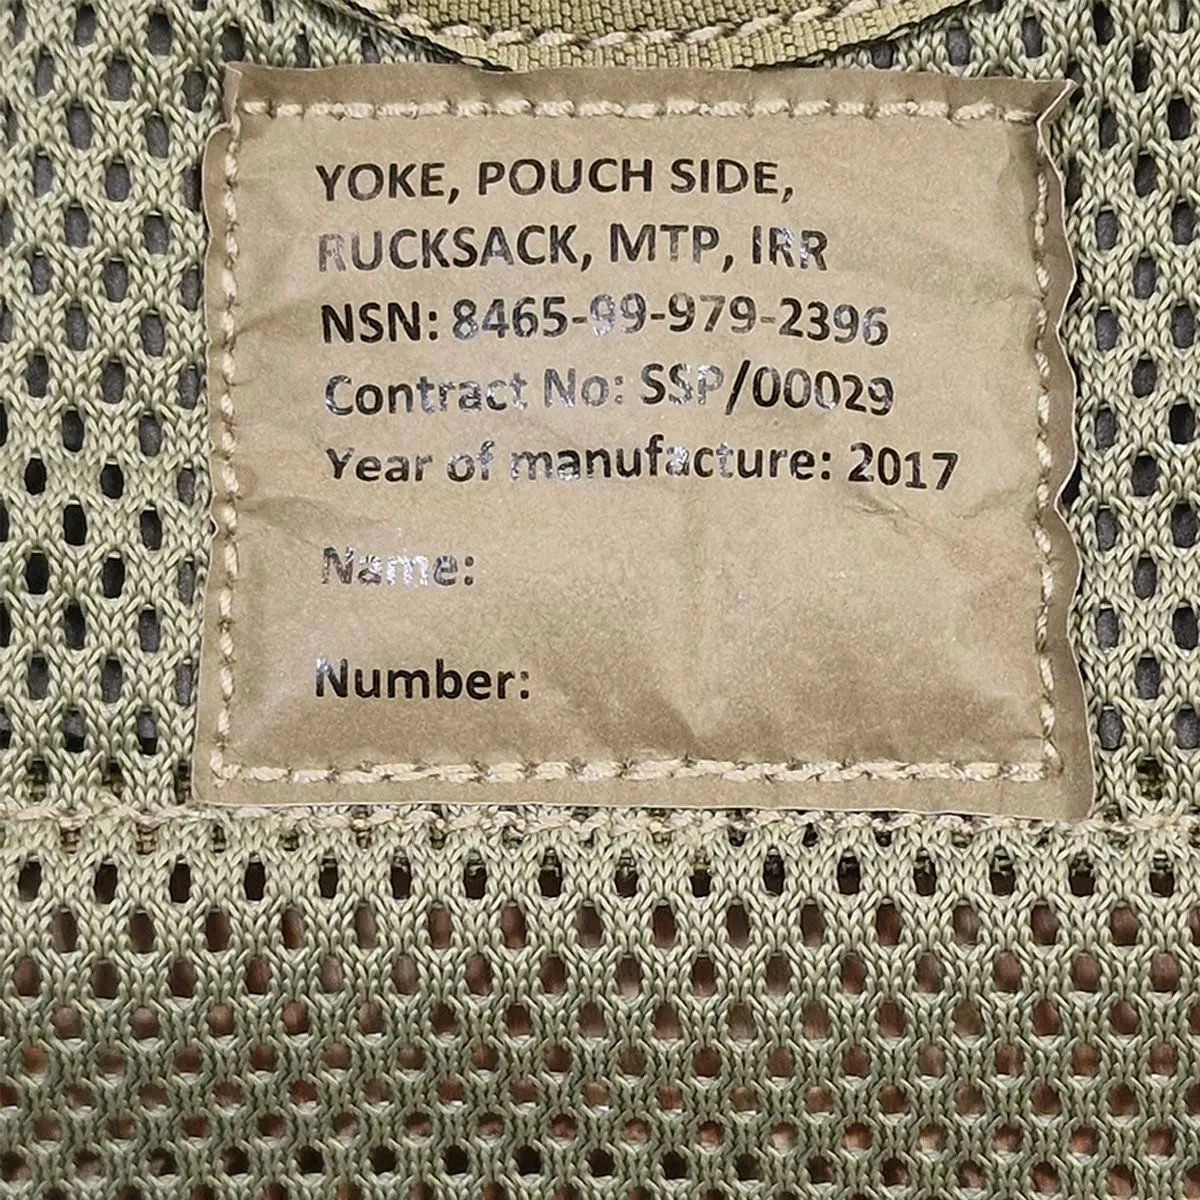 YOKE, POUCH SIDE,
RUCKSACK, MTP, IRR
NSN: 8465-99-979-2396
Contract No: SSP/00029
Year of manufacture: 2017
Name:
Number: